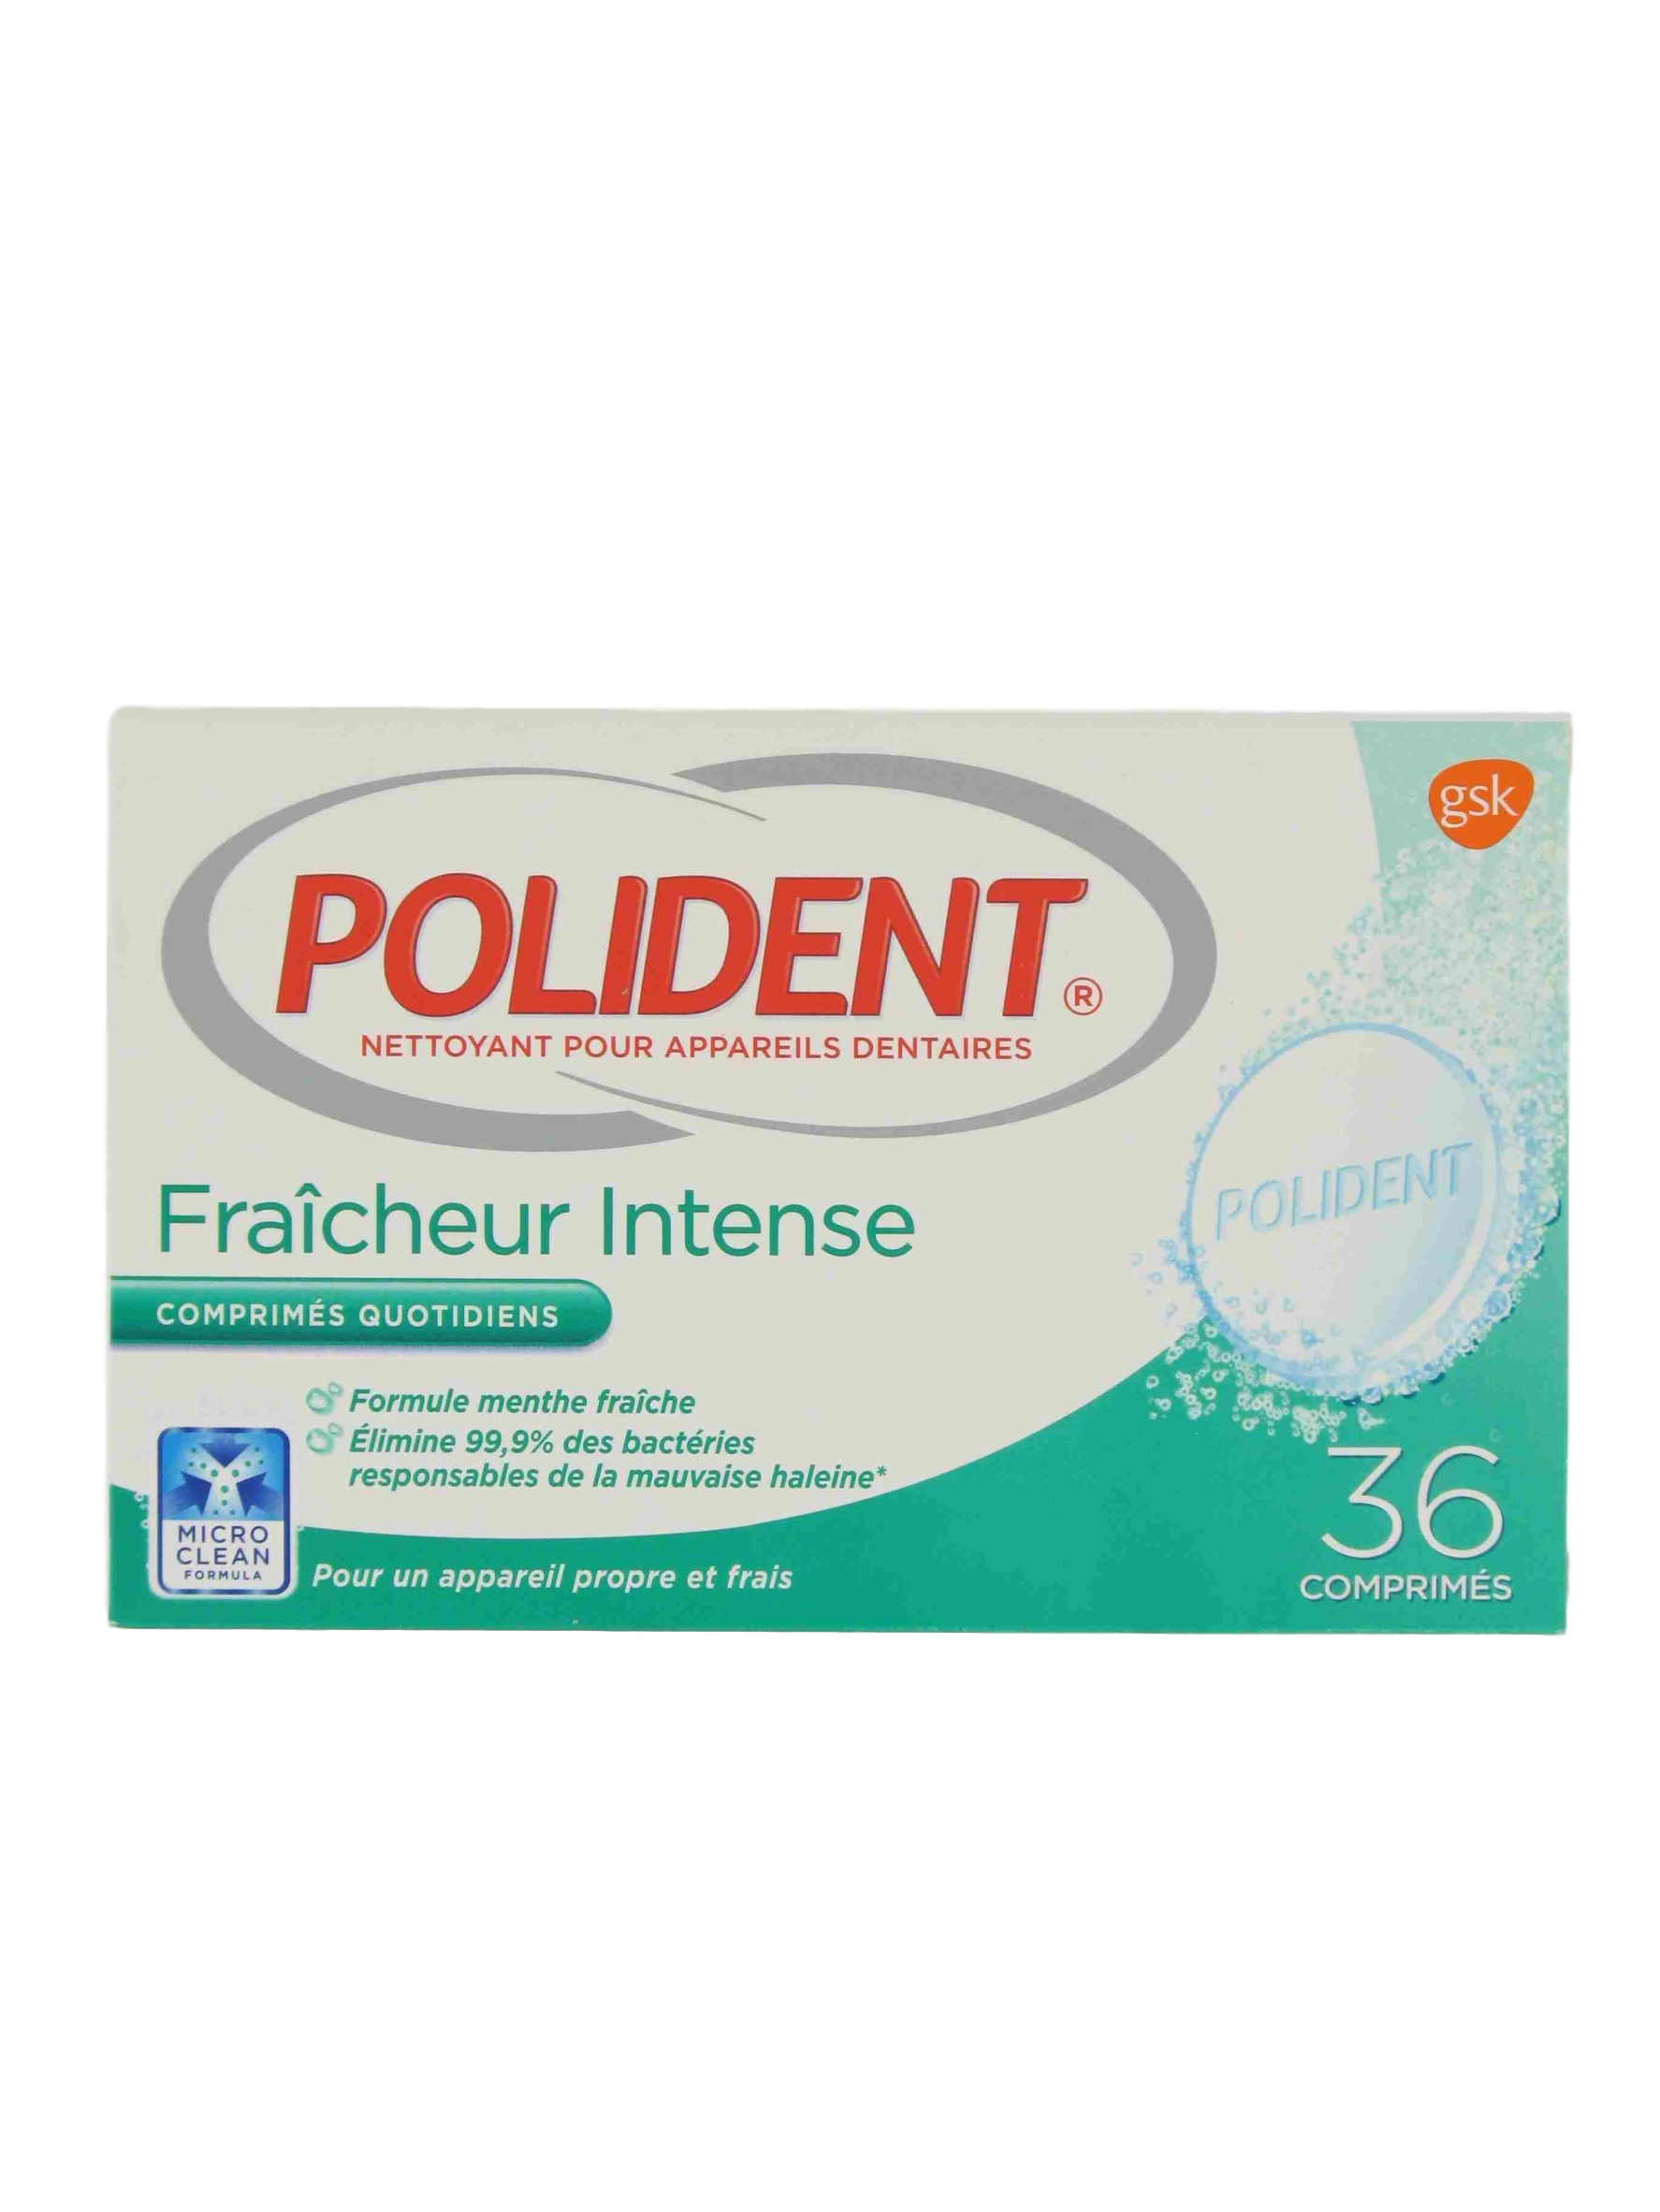 gsk
POLIDENT®
NETTOYANT POUR APPAREILS DENTAIRES
POLIDENT
Fraîcheur Intense
COMPRIMÉS QUOTIDIENS
Formule menthe fraîche
Élimine 99,9% des bactéries
responsables de la mauvaise haleine*
MICRO
CLEAN
FORMULA
Pour un appareil propre et frais
36
COMPRIMÉS